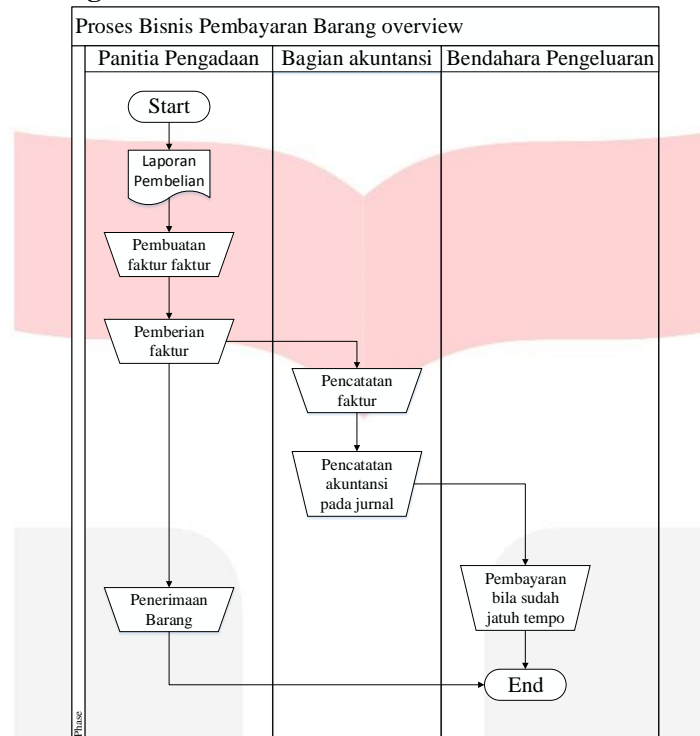 Proses Bisnis Pembayaran Barang overview
Panitia Pengadaan
Bagian akuntansi
Bendahara Pengeluaran
Start
Laporan
Pembelian
Pembuatan
faktur faktur
Pemberian
faktur
Pencatatan
faktur
Pencatatan
akuntansi
pada jurnal
Penerimaan
Barang
Pembayaran
bila sudah
jatuh tempo
End
Phase